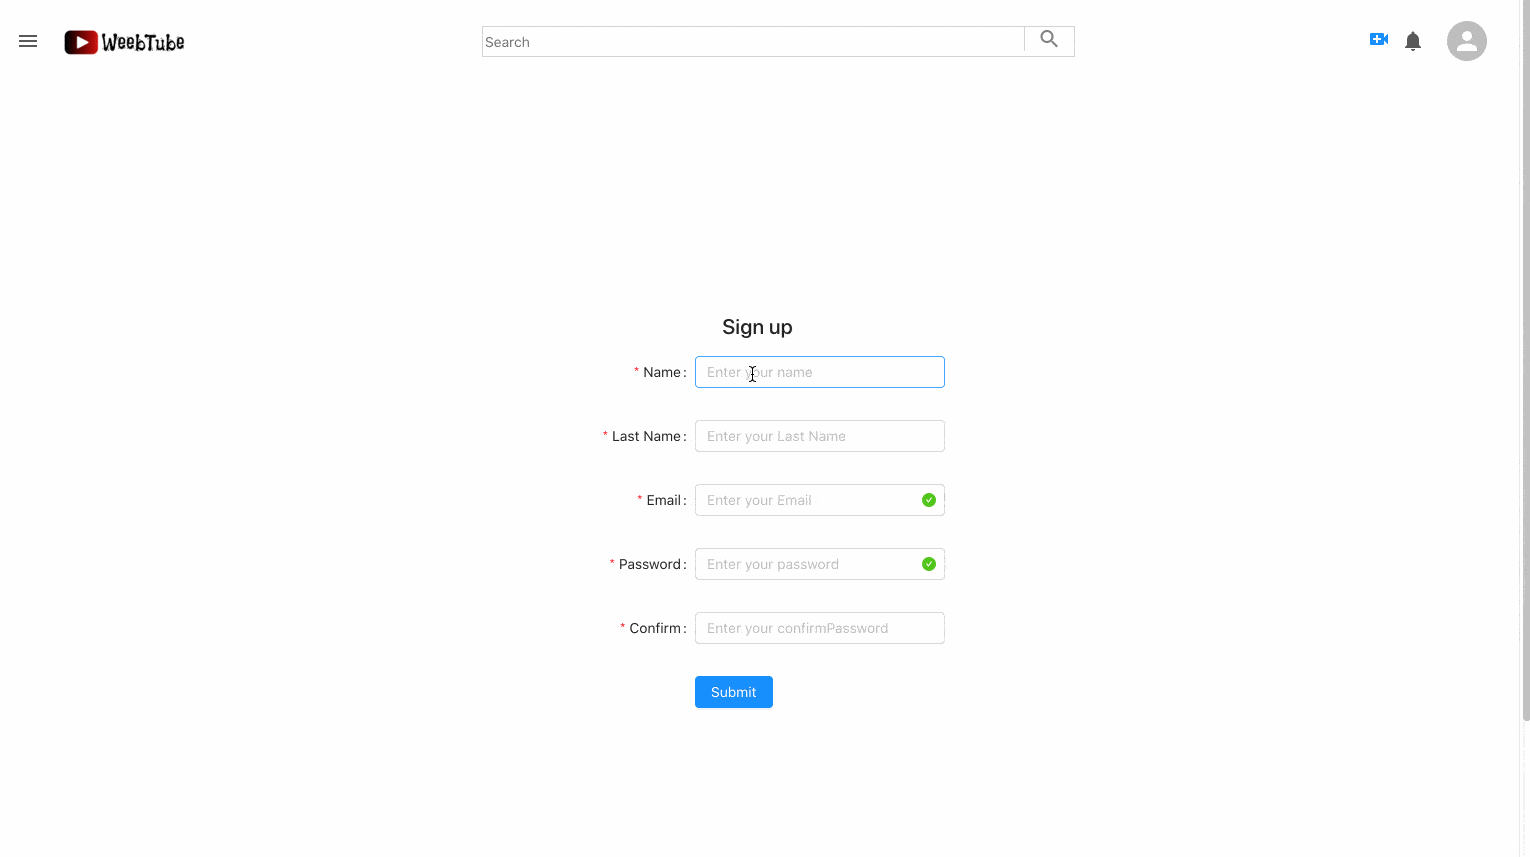 WeebTube
Search
Sign up
* Name:
Enter your name
* Last Name:
Enter your Last Name
* Email:
Enter your Email
* Password:
Enter your password
* Confirm:
Enter your confirmPassword
Submit